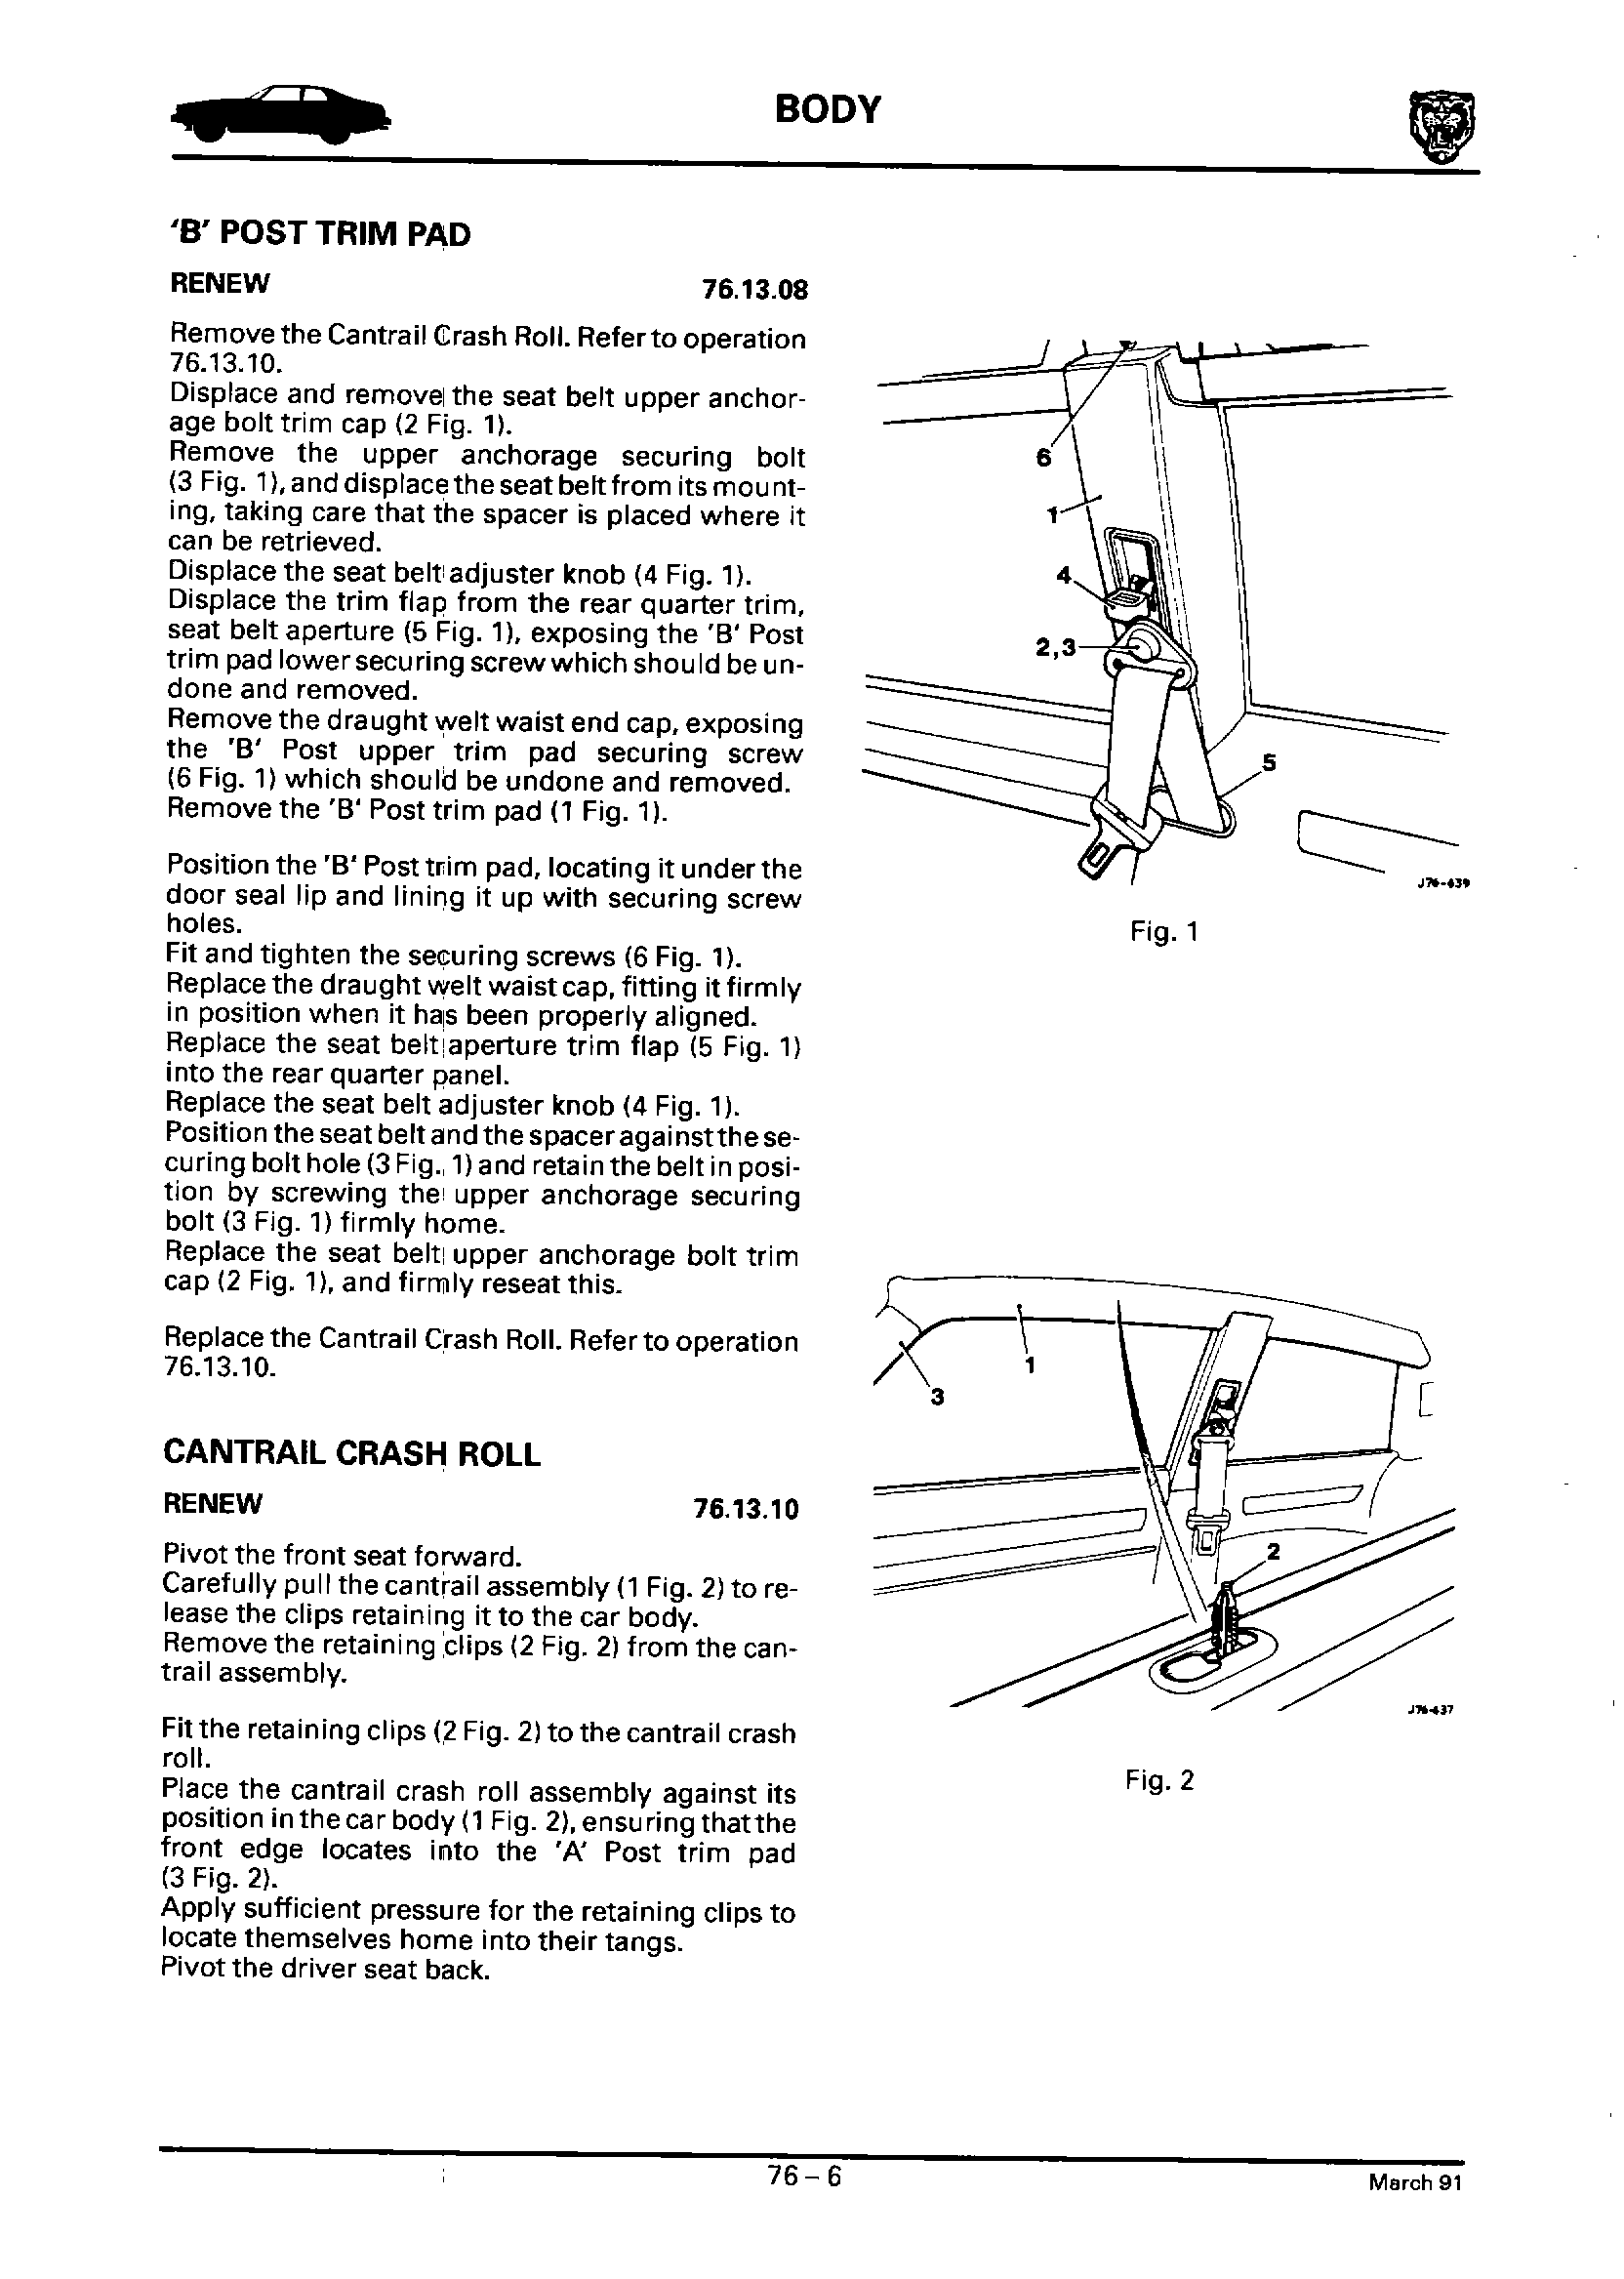 BODY
'B' POST TRIM PAD
RENEW 76.13.08
Remove the Cantrail Crash Roll. Refer to operation
76.13.10.
Displace and remove the seat belt upper anchor-
age bolt trim cap (2 Fig. 1).
Remove the upper anchorage securing bolt
(3 Fig. 1), and displace the seat belt from its mount-
ing, taking care that the spacer is placed where it
can be retrieved.
Displace the seat belt adjuster knob (4 Fig. 1).
Displace the trim flap from the rear quarter trim,
seat belt aperture (5 Fig. 1), exposing the 'B' Post
trim pad lower securing screw which should be un-
done and removed.
Remove the draught welt waist end cap, exposing
the 'B' Post upper trim pad securing screw
(6 Fig. 1) which should be undone and removed.
Remove the 'B' Post trim pad (1 Fig. 1).
Position the 'B' Post trim pad, locating it under the
door seal lip and lining it up with securing screw
holes.
Fit and tighten the securing screws (6 Fig. 1).
Replace the draught welt waist cap, fitting it firmly
in position when it has been properly aligned.
Replace the seat belt aperture trim flap (5 Fig. 1)
into the rear quarter panel.
Replace the seat belt adjuster knob (4 Fig. 1).
Position the seat belt and the spacer against the se-
curing bolt hole (3 Fig. 1) and retain the belt in posi-
tion by screwing the upper anchorage securing
bolt (3 Fig. 1) firmly home.
Replace the seat belt upper anchorage bolt trim
cap (2 Fig. 1), and firmly reseat this.
Replace the Cantrail Crash Roll. Refer to operation
76.13.10.
CANTRAIL CRASH ROLL
RENEW 76.13.10
Pivot the front seat forward.
Carefully pull the cantrail assembly (1 Fig. 2) to re-
lease the clips retaining it to the car body.
Remove the retaining clips (2 Fig. 2) from the can-
trail assembly.
Fit the retaining clips (2 Fig. 2) to the cantrail crash
roll.
Place the cantrail crash roll assembly against its
position in the car body (1 Fig. 2), ensuring that the
front edge locates into the 'A' Post trim pad
(3 Fig. 2).
Apply sufficient pressure for the retaining clips to
locate themselves home into their tangs.
Pivot the driver seat back.
6
1
4
2,3
5
J76-439
Fig. 1
1
3
2
J76-437
Fig. 2
76 – 6
March 91